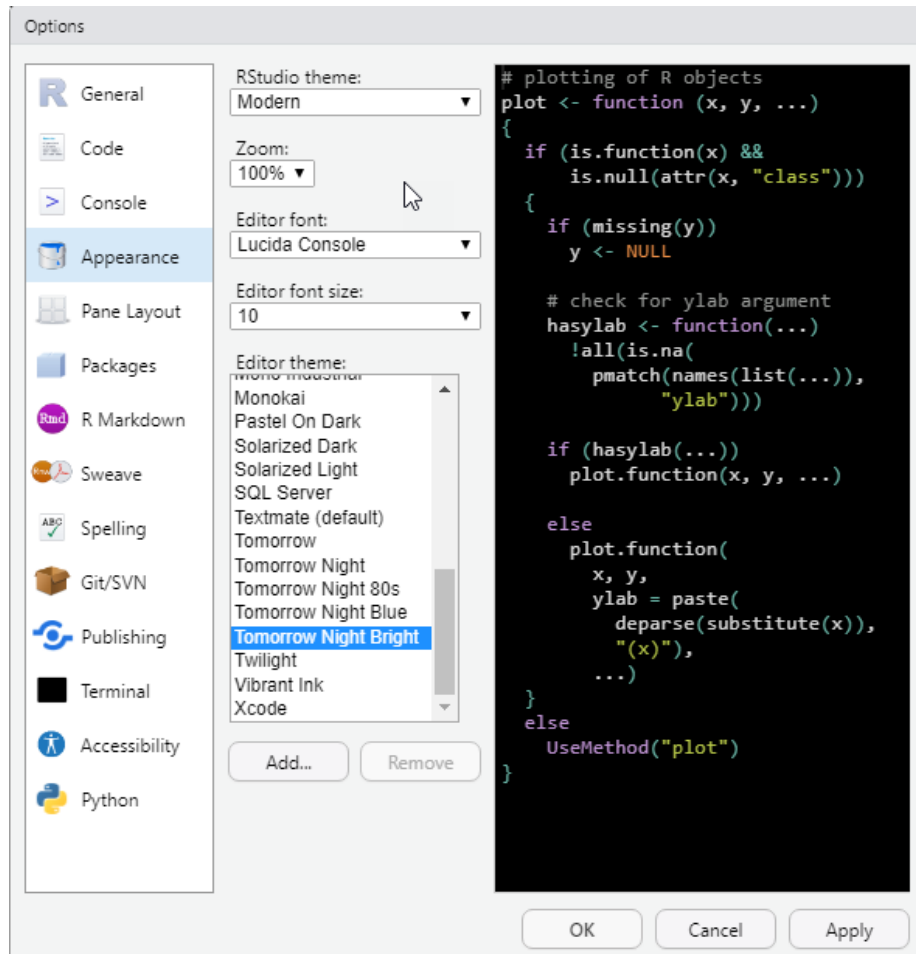 Options
General
Code
Console
Appearance
Pane Layout
Packages
Rmd R Markdown
Sweave
ABC Spelling
Git/SVN
Publishing
Terminal
Accessibility
Python
RStudio theme:
Modern
Zoom:
100%
Editor font:
Lucida Console
Editor font size:
10
Editor theme:
Mono Industrial
Monokai
Pastel On Dark
Solarized Dark
Solarized Light
SQL Server
Textmate (default)
Tomorrow
Tomorrow Night
Tomorrow Night 80s
Tomorrow Night Blue
Tomorrow Night Bright
Twilight
Vibrant Ink
Xcode
Add...
Remove
# plotting of R objects
plot <- function (x, y, ...)
{
  if (is.function(x) &&
      is.null(attr(x, "class")))
  {
    if (missing(y))
      y <- NULL

    # check for ylab argument
    hasylab <- function(...)
      !all(is.na(
        pmatch(names(list(...)),
              "ylab")))

    if (hasylab(...))
      plot.function(x, y, ...)

    else
      plot.function(
        x, y,
        ylab = paste(
          deparse(substitute(x)),
          "(x)"),
        ...)
  }
  else
    UseMethod("plot")
}
OK
Cancel
Apply